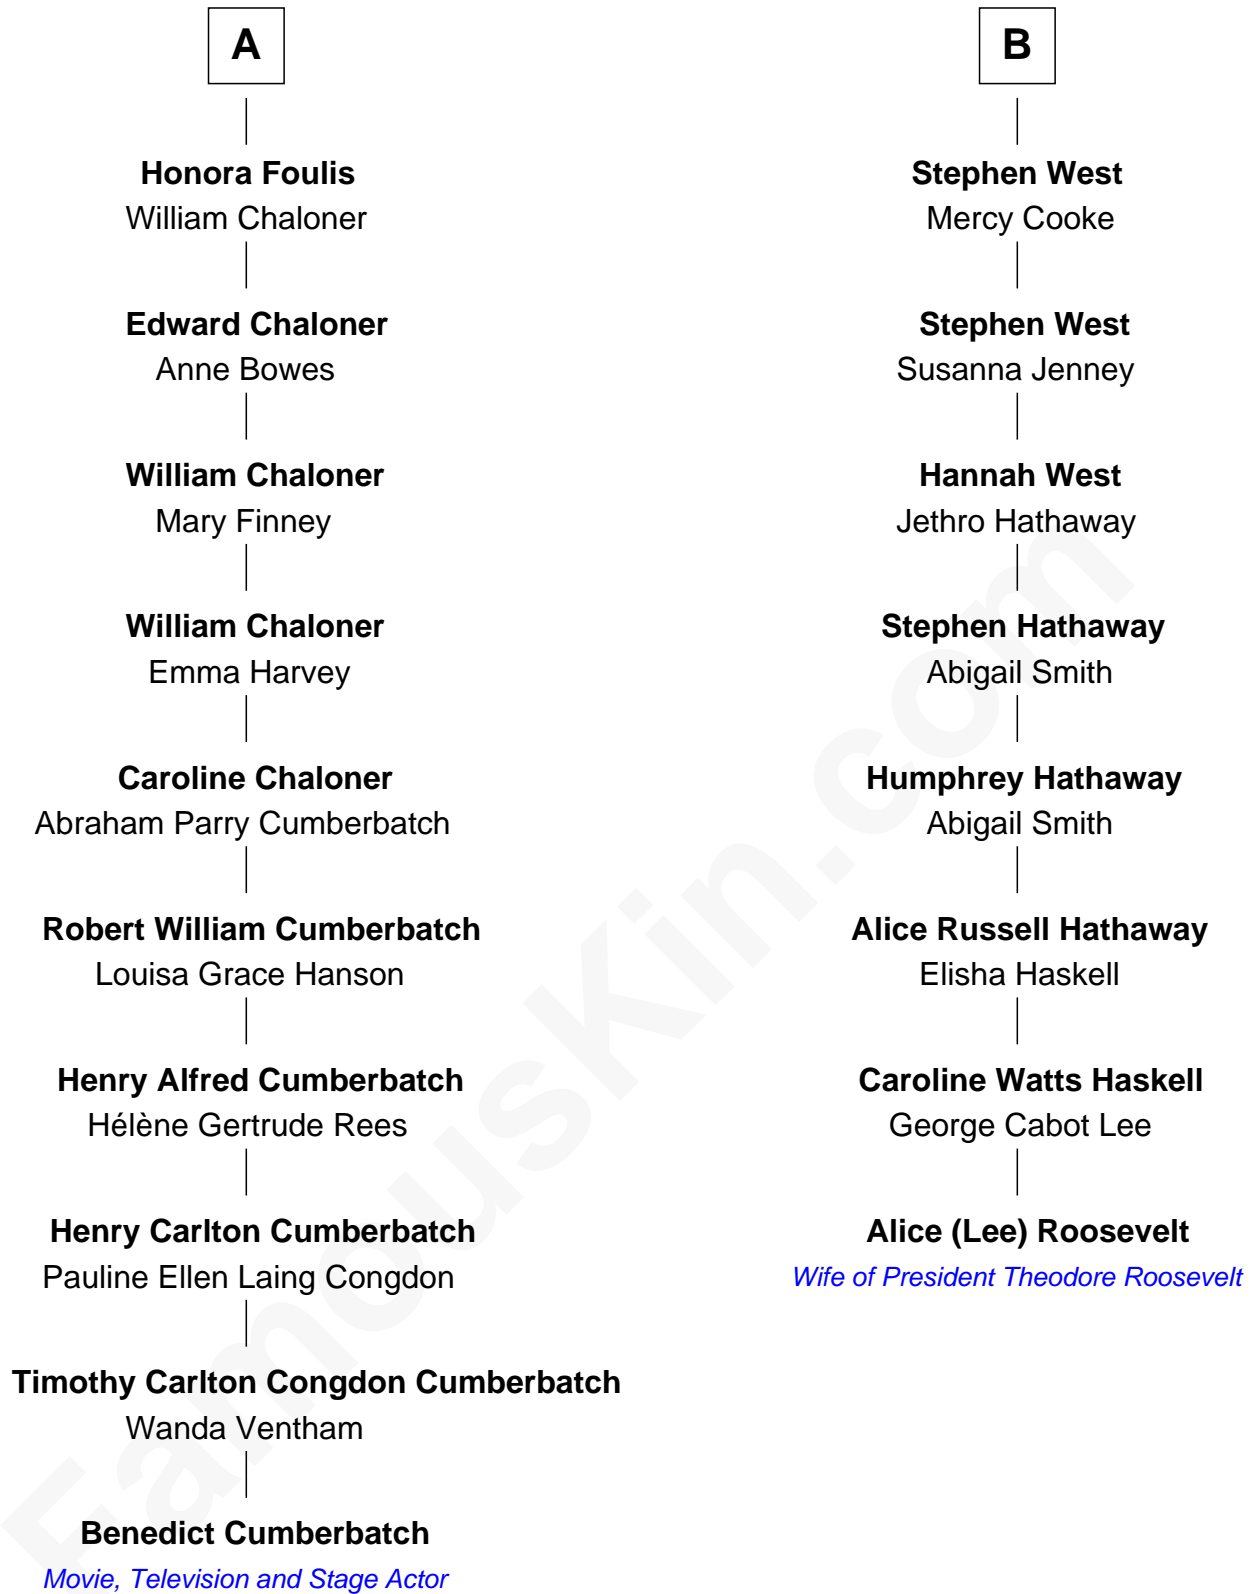 A
Honora Foulis
William Chaloner
Edward Chaloner
Anne Bowes
William Chaloner
Mary Finney
William Chaloner
Emma Harvey
Caroline Chaloner
Abraham Parry Cumberbatch
Robert William Cumberbatch
Louisa Grace Hanson
Henry Alfred Cumberbatch
Hélène Gertrude Rees
Henry Carlton Cumberbatch
Pauline Ellen Laing Congdon
Timothy Carlton Congdon Cumberbatch
Wanda Ventham
Benedict Cumberbatch
Movie, Television and Stage Actor
B
Stephen West
Mercy Cooke
Stephen West
Susanna Jenney
Hannah West
Jethro Hathaway
Stephen Hathaway
Abigail Smith
Humphrey Hathaway
Abigail Smith
Alice Russell Hathaway
Elisha Haskell
Caroline Watts Haskell
George Cabot Lee
Alice (Lee) Roosevelt
Wife of President Theodore Roosevelt
FamousKin.com